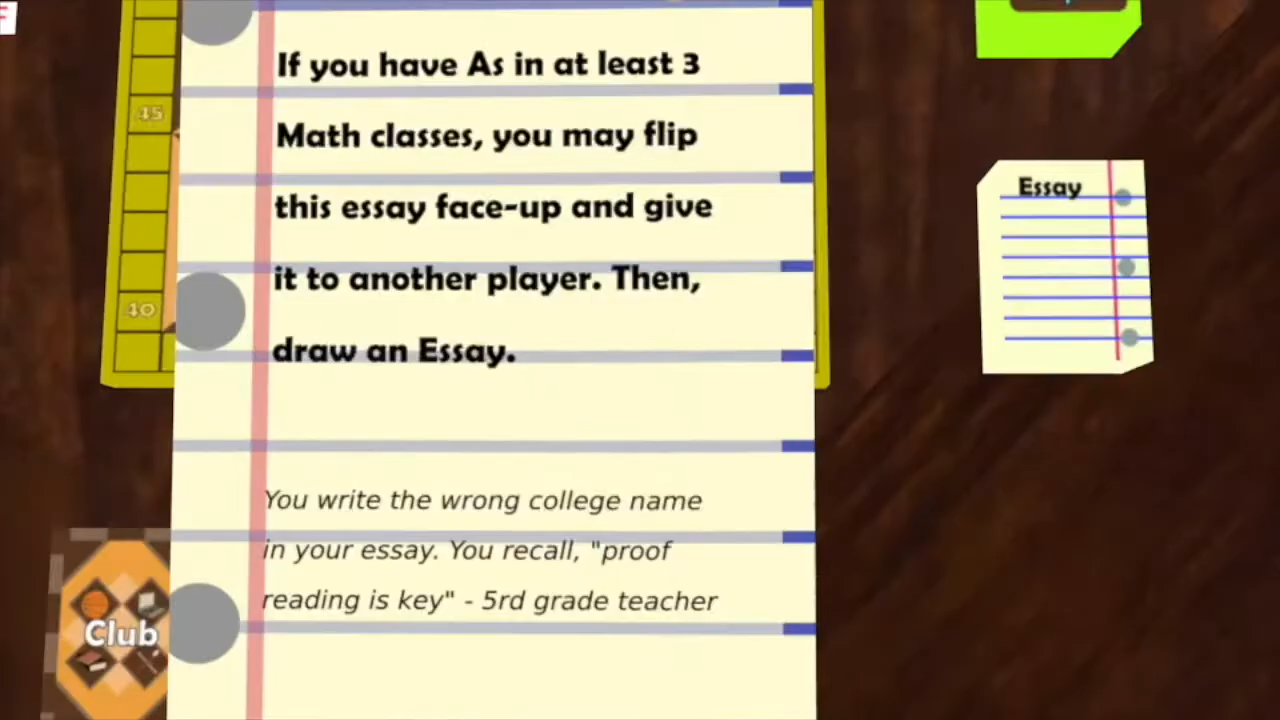 If you have As in at least 3
Math classes, you may flip
this essay face-up and give
it to another player. Then,
draw an Essay.
You write the wrong college name
in your essay. You recall, "proof
reading is key" - 5rd grade teacher
Essay
45
40
Club